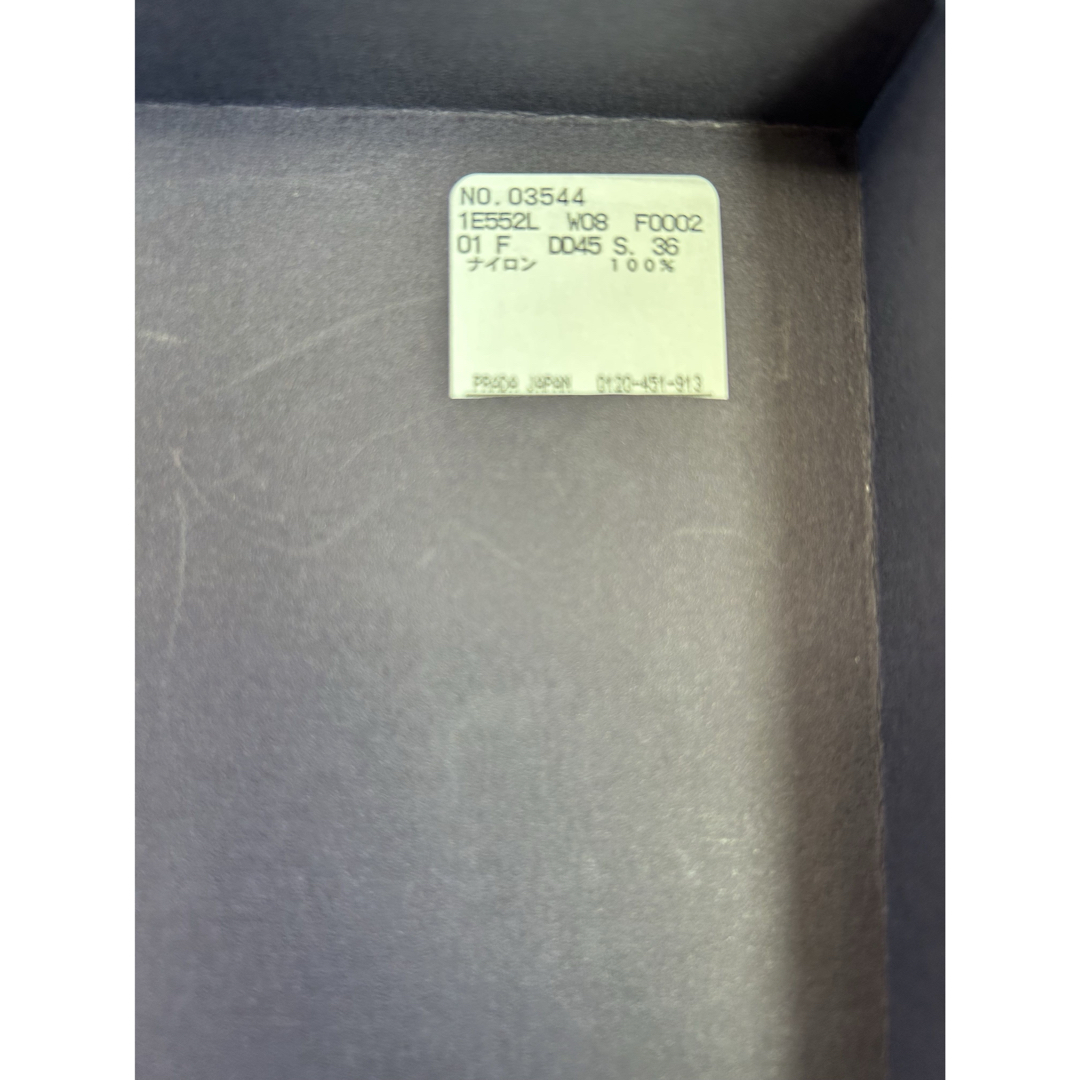 NO.03544
1E552L W08 F0002
01 F DD45 S. 36
ナイロン 100%
PRADA JAPAN 0120-451-913